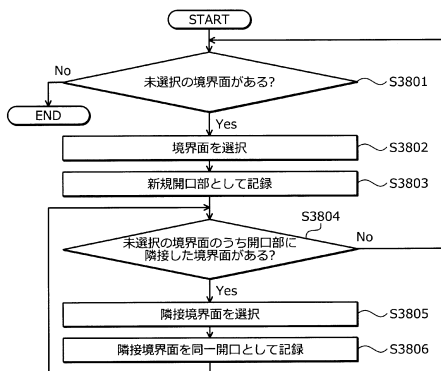 START
未選択の境界面がある?
S3801
No
END
Yes
境界面を選択
S3802
新規開口部として記録
S3803
S3804
未選択の境界面のうち開口部に
隣接した境界面がある?
No
Yes
隣接境界面を選択
S3805
隣接境界面を同一開口として記録
S3806